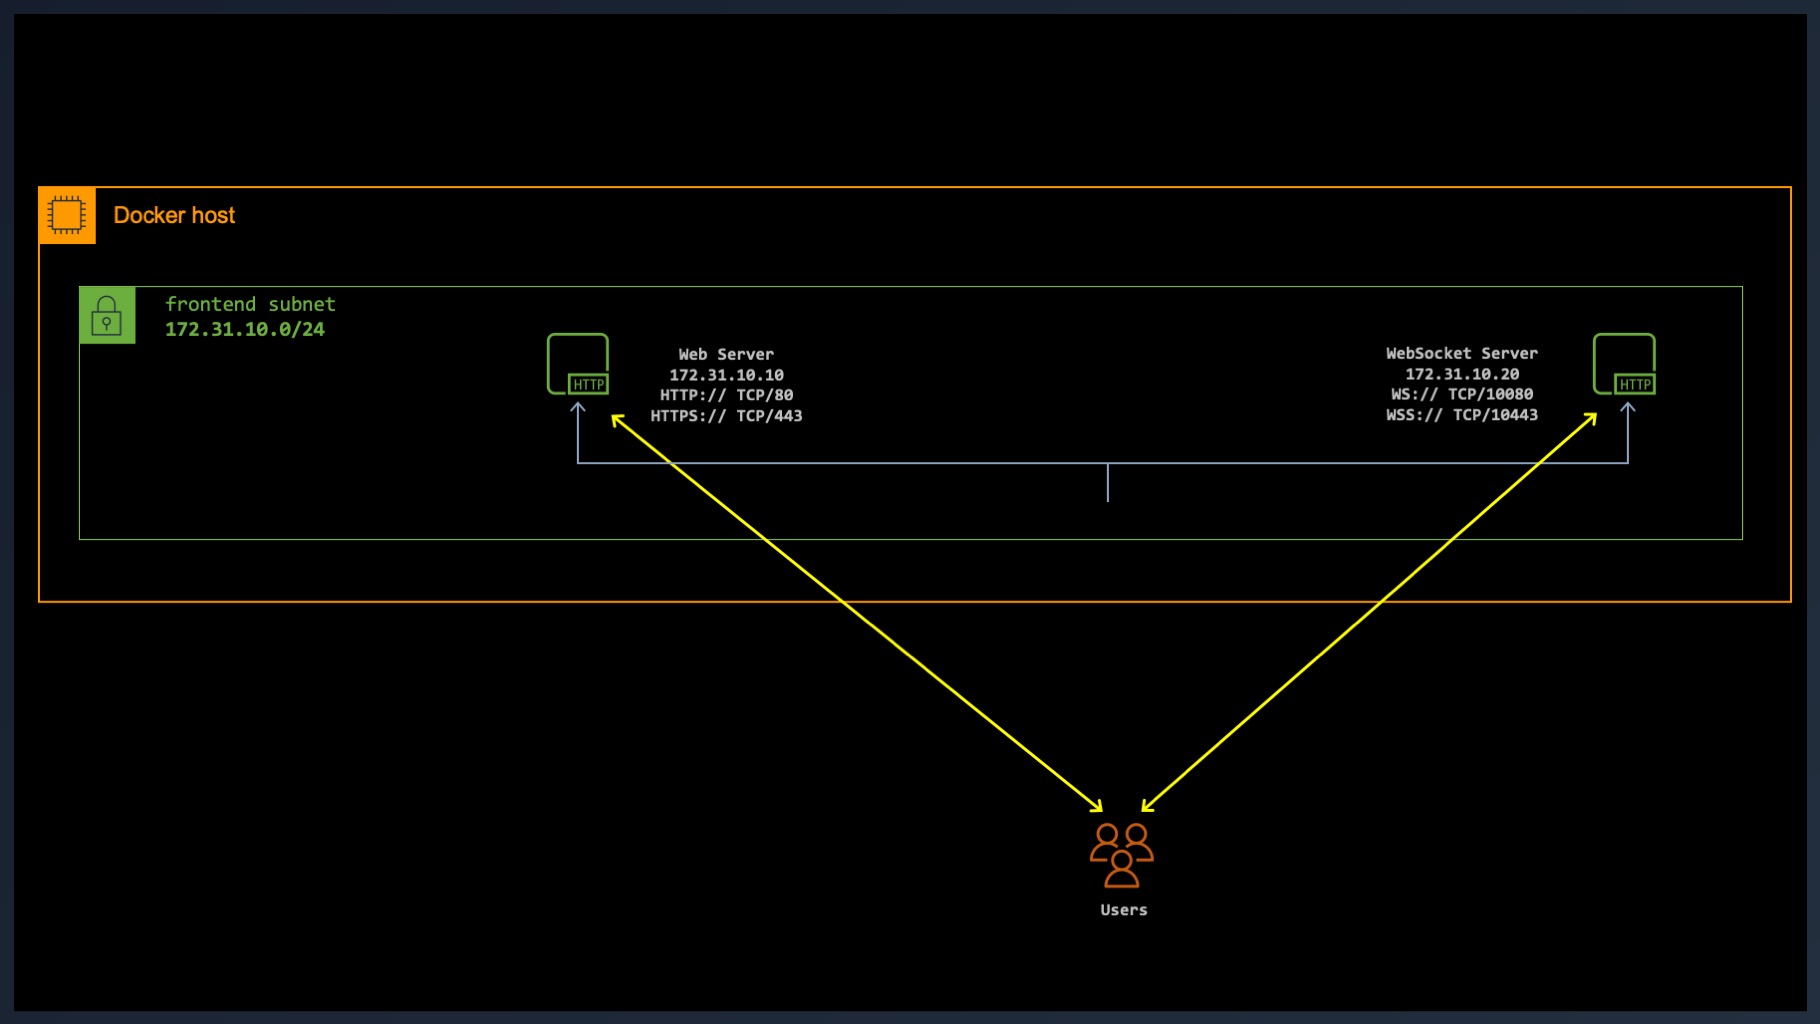 Docker host
frontend subnet
172.31.10.0/24
HTTP
Web Server
172.31.10.10
HTTP:// TCP/80
HTTPS:// TCP/443
WebSocket Server
172.31.10.20
WS:// TCP/10080
WSS:// TCP/10443
HTTP
Users